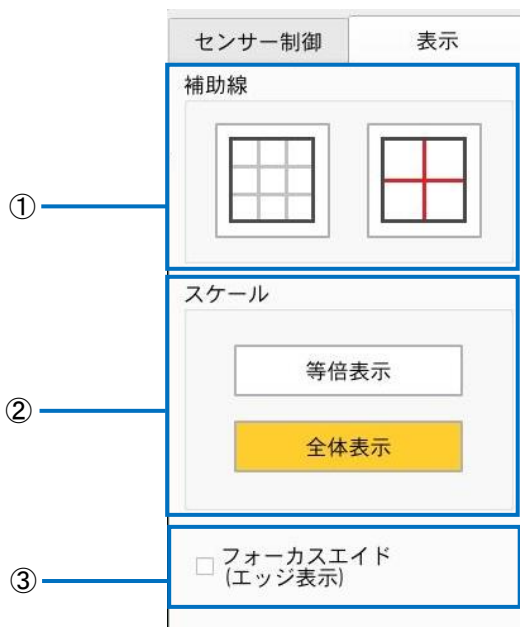 センサー制御 表示
補助線
①
スケール
等倍表示
②
全体表示
フォーカスエイド
③
(エッジ表示)